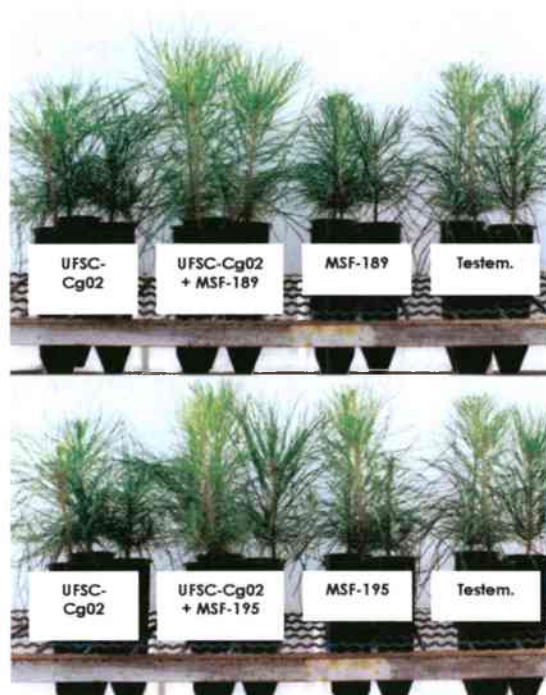 UFSC-
Cg02
UFSC-Cg02
+ MSF-189
MSF-189
Testem.
UFSC-
Cg02
UFSC-Cg02
+ MSF-195
MSF-195
Testem.